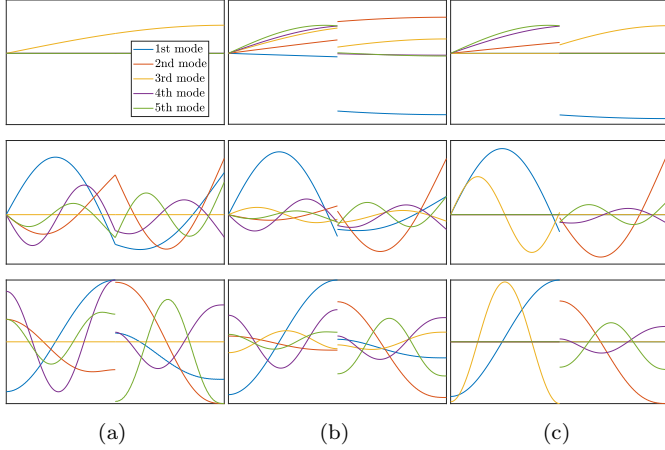 1st mode
2nd mode
3rd mode
4th mode
5th mode
(a) (b) (c)